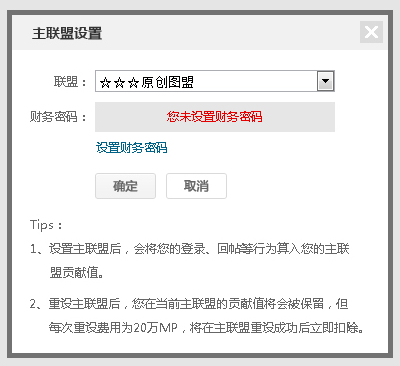 主联盟设置
联盟： ☆☆☆原创图盟
财务密码： 您未设置财务密码
设置财务密码
确定 取消
Tips：
1、设置主联盟后，会将您的登录、回帖等行为算入您的主联
盟贡献值。
2、重设主联盟后，您在当前主联盟的贡献值将会被保留，但
每次重设费用为20万MP，将在主联盟重设成功后立即扣除。